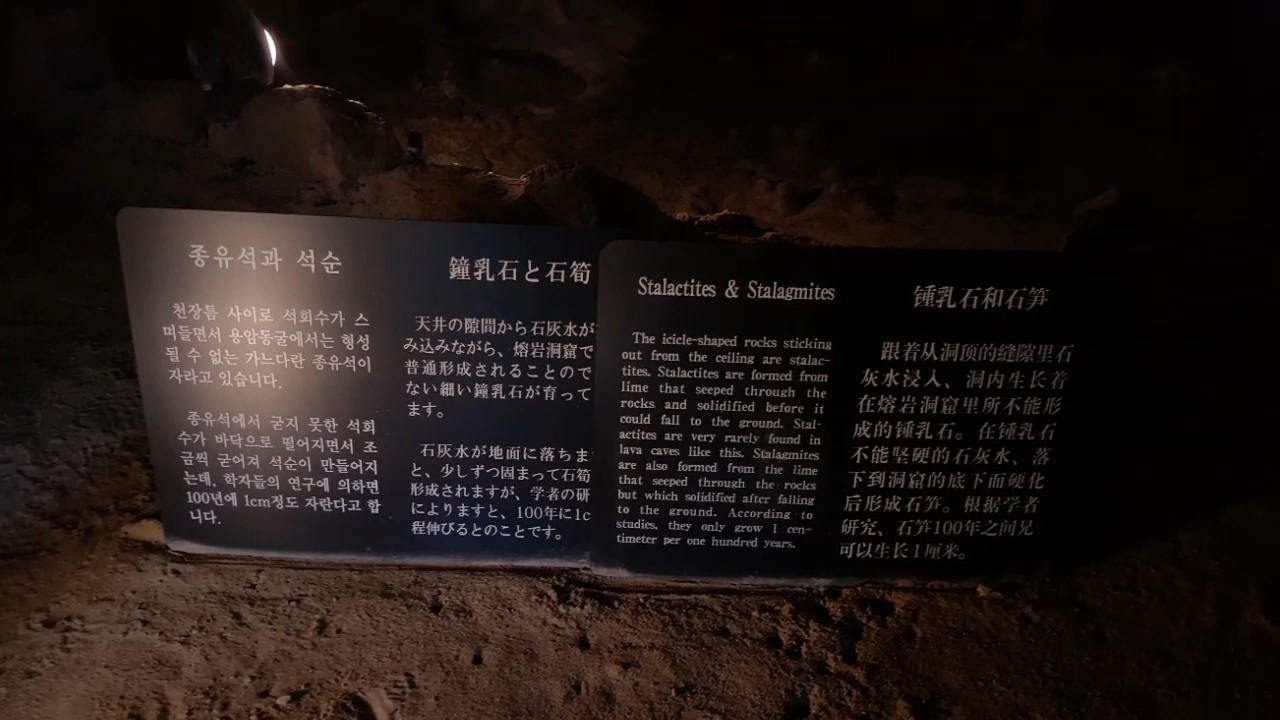 종유석과 석순
천장틈 사이로 석회수가 스
며들면서 용암동굴에서는 형성
될 수 없는 가느다란 종유석이
자라고 있습니다.
종유석에서 굳지 못한 석회
수가 바닥으로 떨어지면서 조
금씩 굳어져 석순이 만들어지
는데, 학자들의 연구에 의하면
100년에 1cm정도 자란다고 합
니다.
鐘乳石と石筍
天井の隙間から石灰水が
み込みながら、熔岩洞窟で
普通形成されることので
ない細い鐘乳石が育って
ます。
石灰水が地面に落ちま
と、少しずつ固まって石筍
形成されますが、学者の研
によりますと、100年に1c
程伸びるとのことです。
Stalactites & Stalagmites
The icicle-shaped rocks sticking
out from the ceiling are stalac-
tites. Stalactites are formed from
lime that seeped through the
rocks and solidified before it
could fall to the ground. Stal-
actites are very rarely found in
lava caves like this. Stalagmites
are also formed from the lime
that seeped through the rocks
but which solidified after falling
to the ground. According to
studies, they only grow 1 cen-
timeter per one hundred years.
锺乳石和石笋
跟着从洞顶的缝隙里石
灰水浸入、洞内生长着
在熔岩洞窟里所不能形
成的锺乳石。在锺乳石
不能坚硬的石灰水、落
下到洞窟的底下而硬化
后形成石笋。根据学者
研究、石笋100年之间兄
可以生长1厘米。